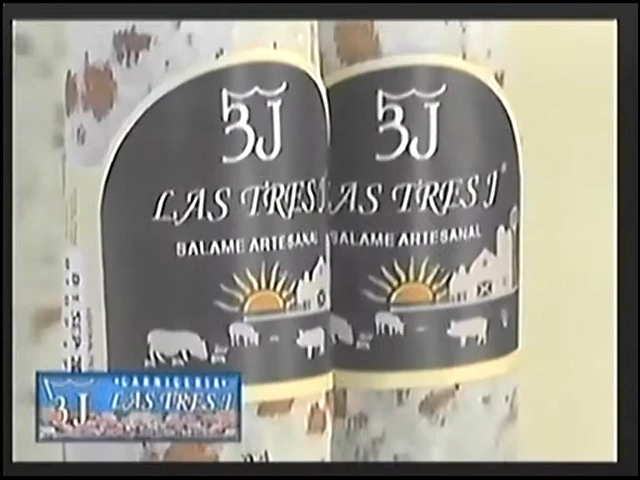 3J
LAS TRES J
SALAME ARTESANAL
3J
LAS TRES J
SALAME ARTESANAL
CARNICERIA
3J LAS TRES J